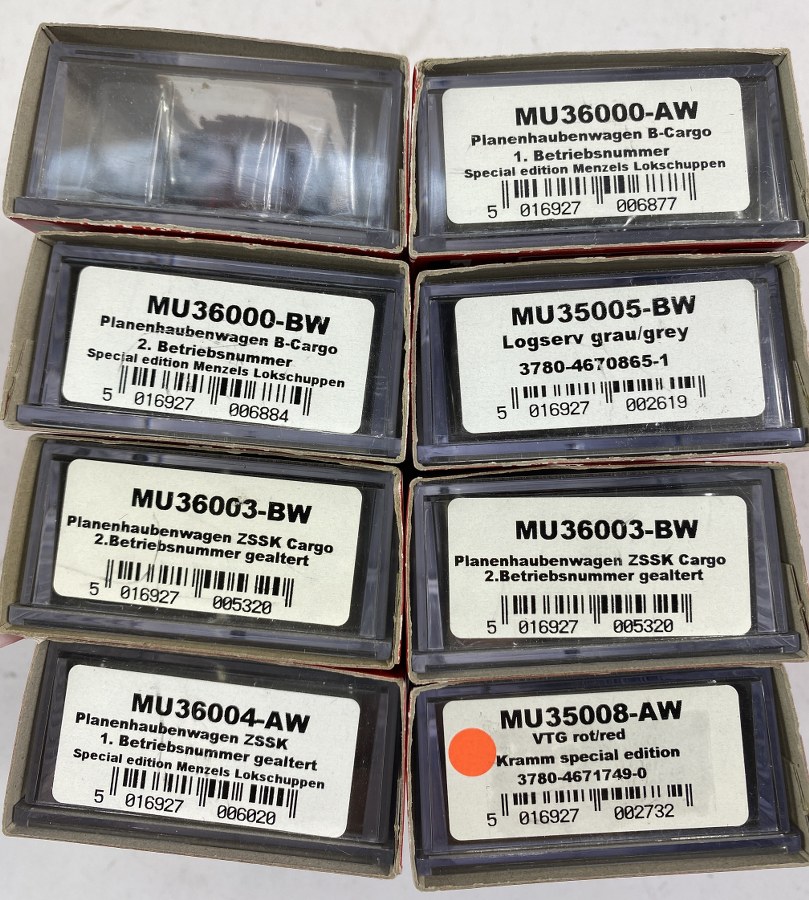 MU36000-AW
Planenhaubenwagen B-Cargo
1. Betriebsnummer
Special edition Menzels Lokschuppen
5 016927 006877
MU36000-BW
Planenhaubenwagen B-Cargo
2. Betriebsnummer
Special edition Menzels Lokschuppen
5 016927 006884
MU35005-BW
Logserv grau/grey
3780-4670865-1
5 016927 002619
MU36003-BW
Planenhaubenwagen ZSSK Cargo
2.Betriebsnummer gealtert
5 016927 005320
MU36003-BW
Planenhaubenwagen ZSSK Cargo
2.Betriebsnummer gealtert
5 016927 005320
MU36004-AW
Planenhaubenwagen ZSSK
1. Betriebsnummer gealtert
Special edition Menzels Lokschuppen
5 016927 006020
MU35008-AW
VTG rot/red
Kramm special edition
3780-4671749-0
5 016927 002732